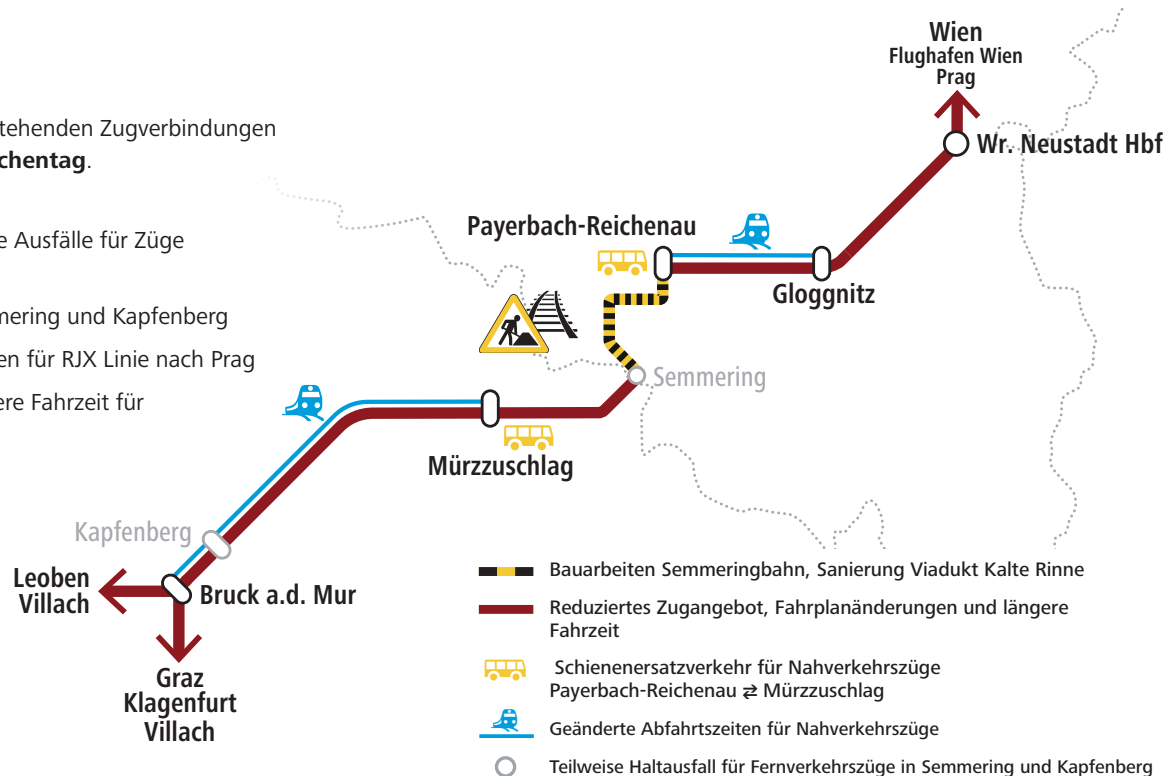 stehenden Zugverbindungen
chentag.
e Ausfälle für Züge
mering und Kapfenberg
en für RJX Linie nach Prag
ere Fahrzeit für
Wien
Flughafen Wien
Prag
Wr. Neustadt Hbf
Payerbach-Reichenau
Gloggnitz
Semmering
Mürzzuschlag
Kapfenberg
Leoben
Villach
Bruck a.d. Mur
Graz
Klagenfurt
Villach
Bauarbeiten Semmeringbahn, Sanierung Viadukt Kalte Rinne
Reduziertes Zugangebot, Fahrplanänderungen und längere
Fahrzeit
Schienenersatzverkehr für Nahverkehrszüge
Payerbach-Reichenau ⇄ Mürzzuschlag
Geänderte Abfahrtszeiten für Nahverkehrszüge
Teilweise Haltausfall für Fernverkehrszüge in Semmering und Kapfenberg